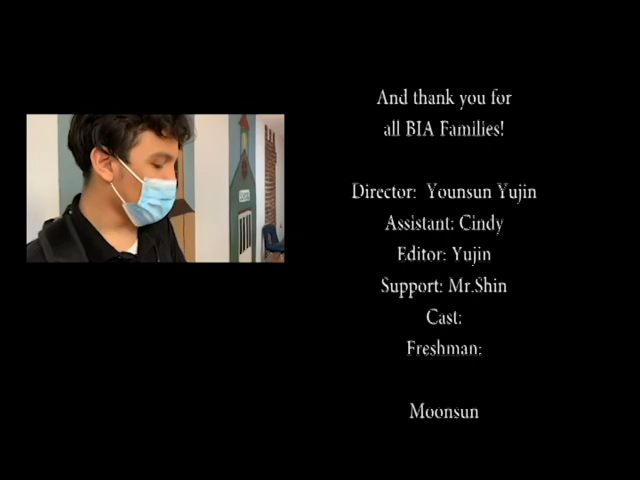 And thank you for
all BIA Families!
Director: Younsun Yujin
Assistant: Cindy
Editor: Yujin
Support: Mr.Shin
Cast:
Freshman:
Moonsun